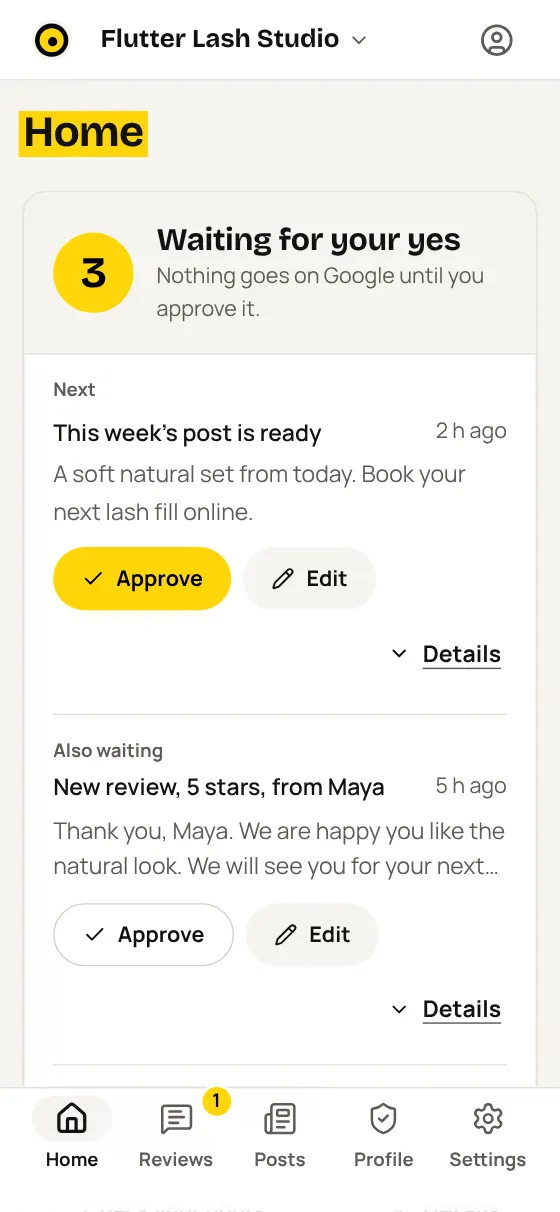 Flutter Lash Studio
Home
3
Waiting for your yes
Nothing goes on Google until you
approve it.
Next
This week's post is ready
2 h ago
A soft natural set from today. Book your
next lash fill online.
Approve
Edit
Details
Also waiting
New review, 5 stars, from Maya
5 h ago
Thank you, Maya. We are happy you like the
natural look. We will see you for your next...
Approve
Edit
Details
1
Home
Reviews
Posts
Profile
Settings